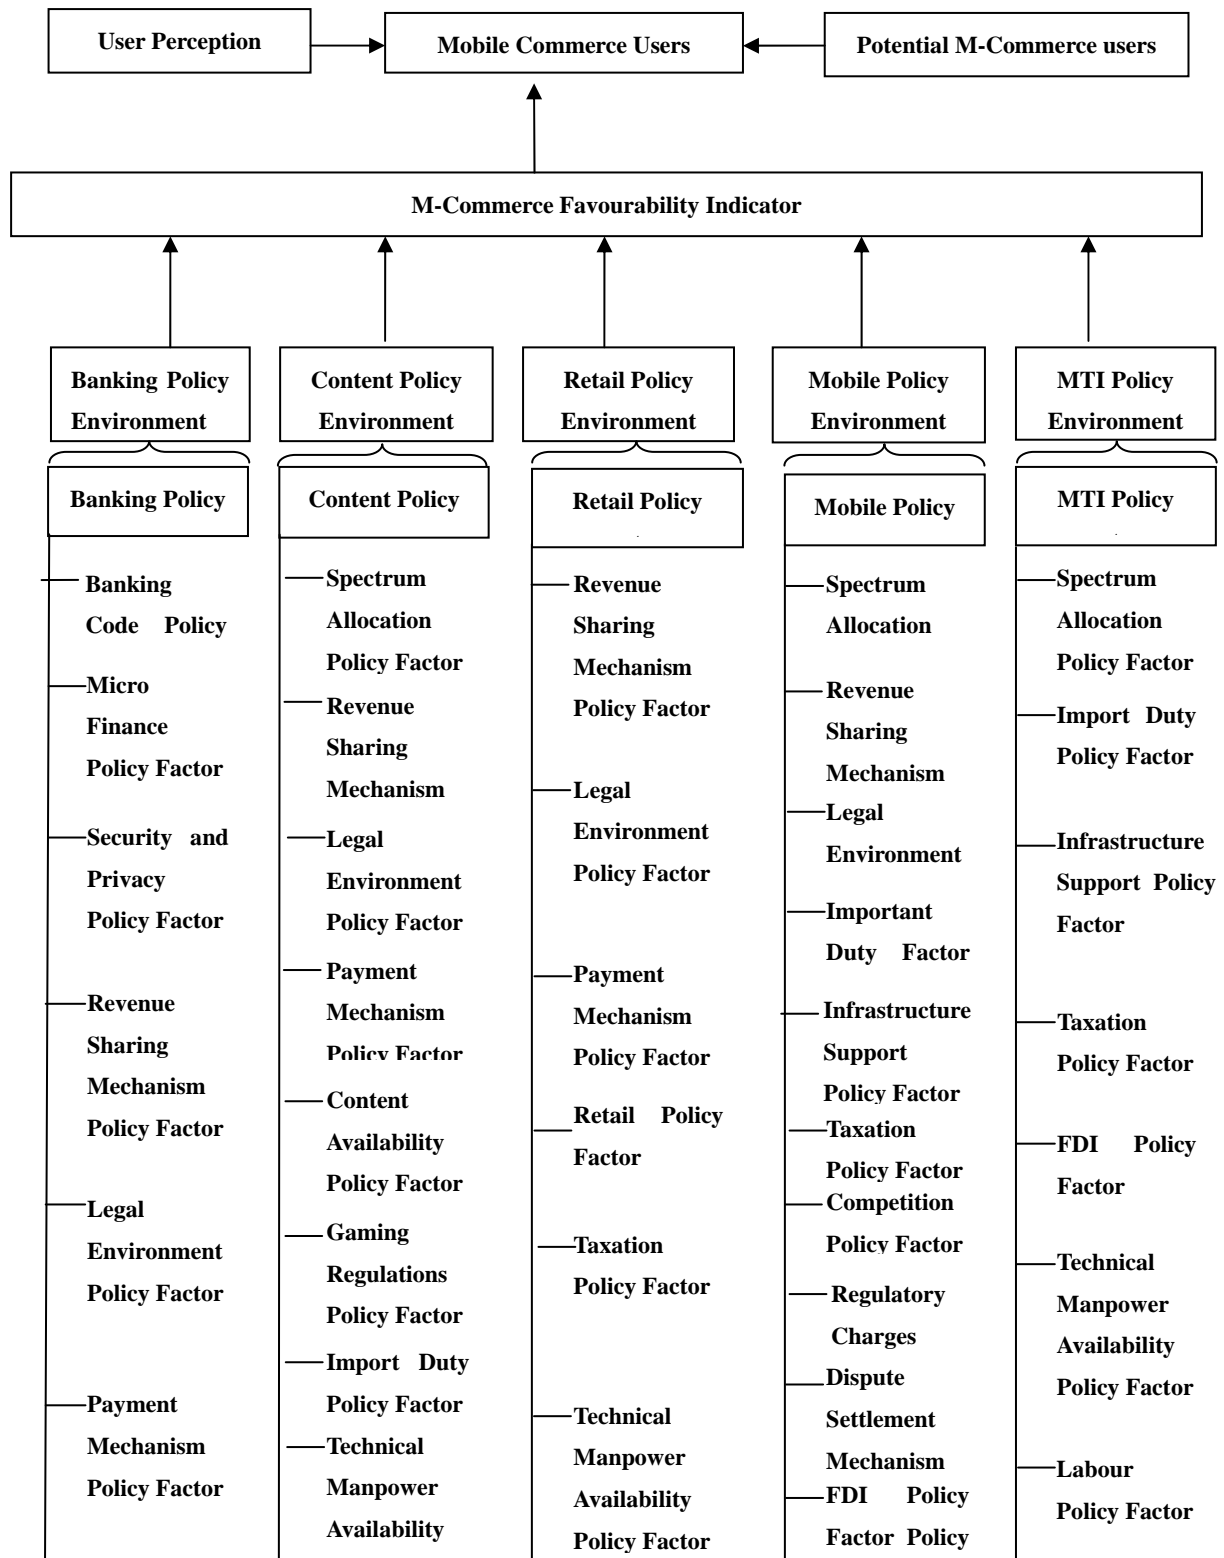 User Perception
Mobile Commerce Users
Potential M-Commerce users
M-Commerce Favourability Indicator
Banking Policy
Environment
Content Policy
Environment
Retail Policy
Environment
Mobile Policy
Environment
MTI Policy
Environment
Banking Policy
Content Policy
Retail Policy
Mobile Policy
MTI Policy
Banking
Code Policy
Micro
Finance
Policy Factor
Security and
Privacy
Policy Factor
Revenue
Sharing
Mechanism
Policy Factor
Legal
Environment
Policy Factor
Payment
Mechanism
Policy Factor
Spectrum
Allocation
Policy Factor
Revenue
Sharing
Mechanism
Legal
Environment
Policy Factor
Payment
Mechanism
Policy Factor
Content
Availability
Policy Factor
Gaming
Regulations
Policy Factor
Import Duty
Policy Factor
Technical
Manpower
Availability
Revenue
Sharing
Mechanism
Policy Factor
Legal
Environment
Policy Factor
Payment
Mechanism
Policy Factor
Retail Policy
Factor
Taxation
Policy Factor
Technical
Manpower
Availability
Policy Factor
Spectrum
Allocation
Revenue
Sharing
Mechanism
Legal
Environment
Important
Duty Factor
Infrastructure
Support
Policy Factor
Taxation
Policy Factor
Competition
Policy Factor
Regulatory
Charges
Dispute
Settlement
Mechanism
FDI Policy
Factor Policy
Spectrum
Allocation
Policy Factor
Import Duty
Policy Factor
Infrastructure
Support Policy
Factor
Taxation
Policy Factor
FDI Policy
Factor
Technical
Manpower
Availability
Policy Factor
Labour
Policy Factor